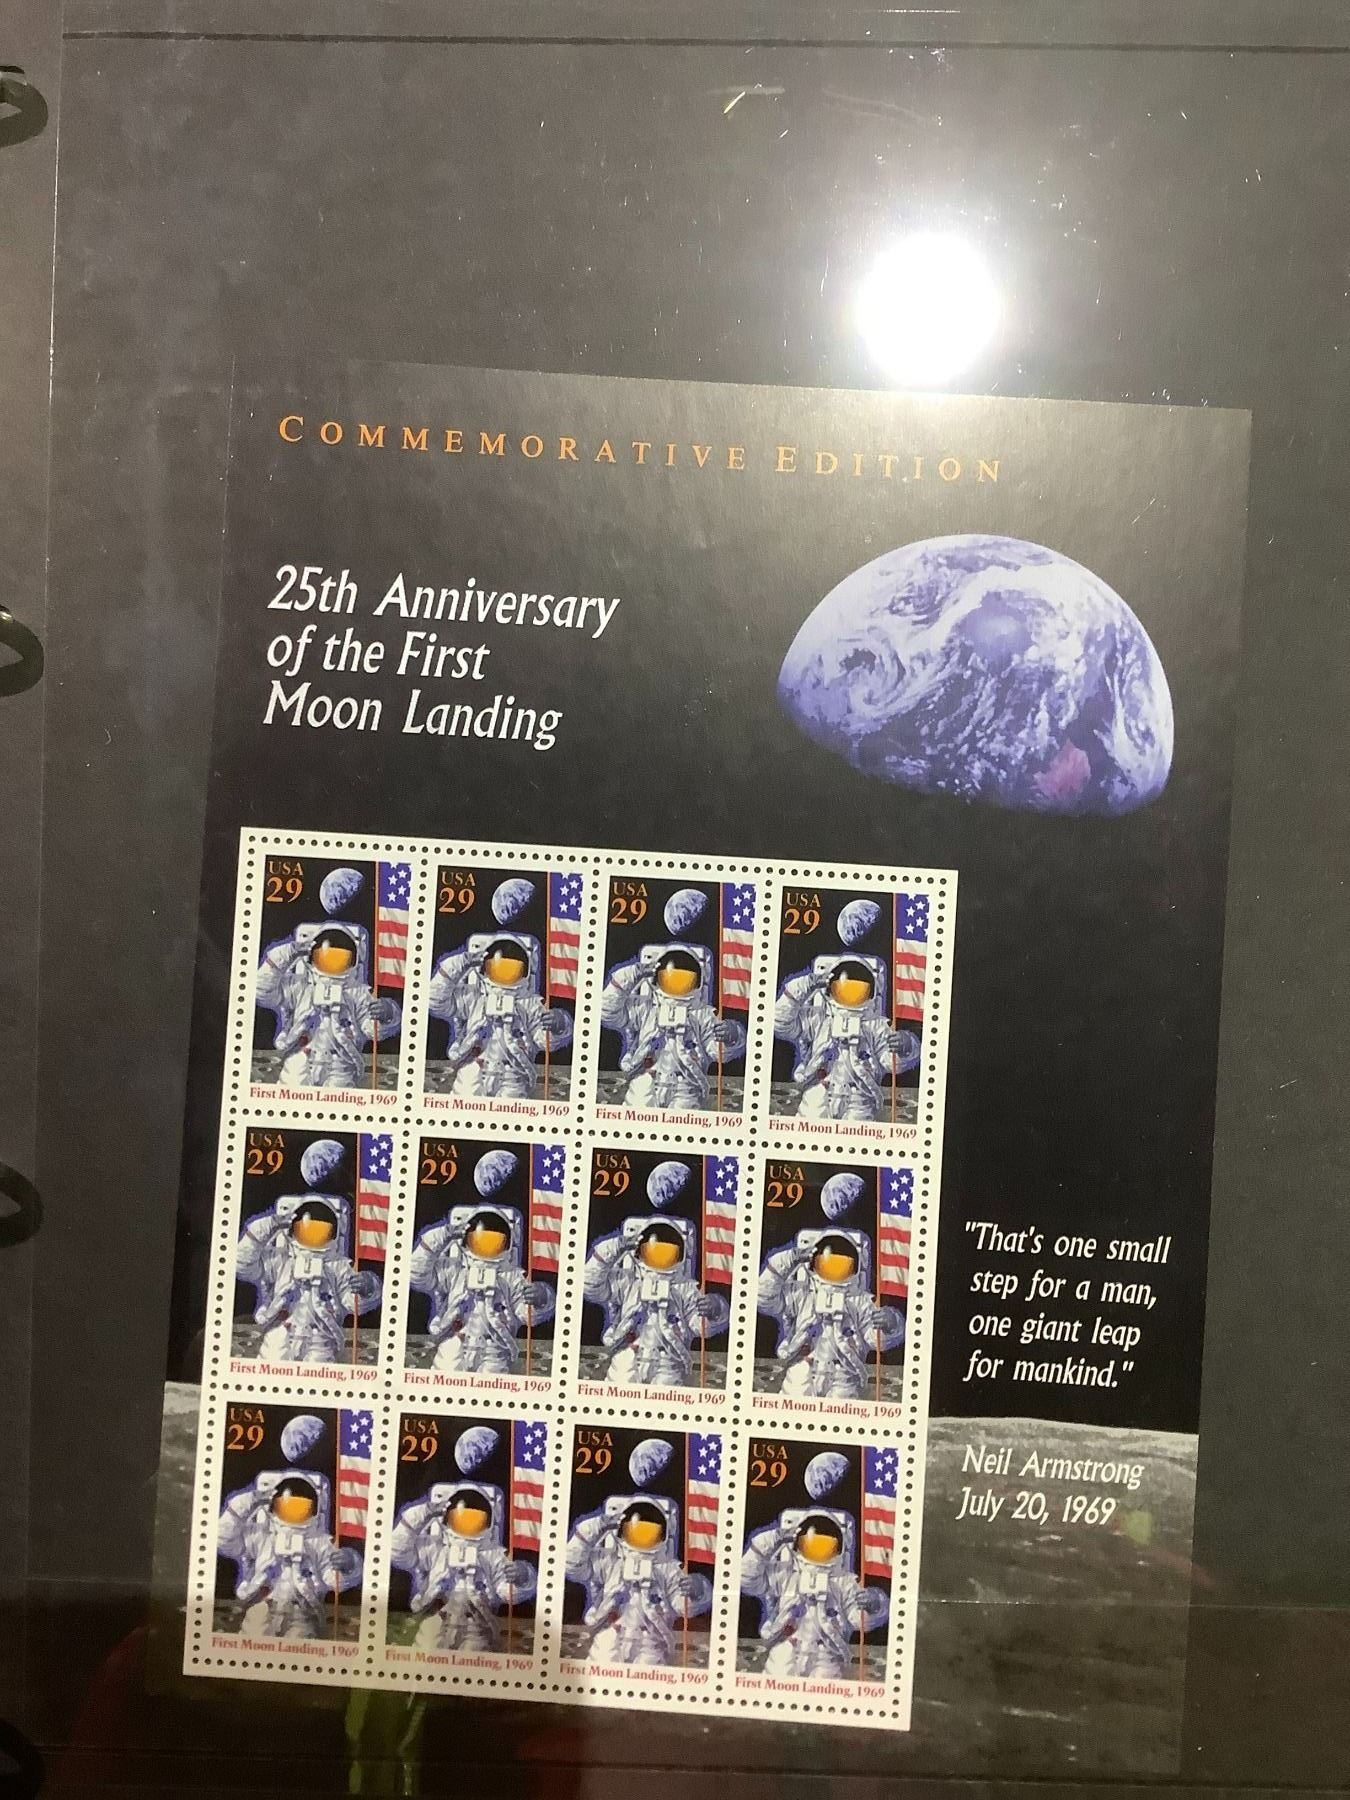 COMMEMORATIVE EDITION
25th Anniversary
of the First
Moon Landing
USA USA USA USA
29 29 29 29
First Moon Landing, 1969 First Moon Landing, 1969 First Moon Landing, 1969 First Moon Landing, 1969
USA USA USA USA
29 29 29 29
First Moon Landing, 1969 First Moon Landing, 1969 First Moon Landing, 1969 First Moon Landing, 1969
USA USA USA USA
29 29 29 29
First Moon Landing, 1969 First Moon Landing, 1969 First Moon Landing, 1969 First Moon Landing, 1969
"That's one small
step for a man,
one giant leap
for mankind."
Neil Armstrong
July 20, 1969